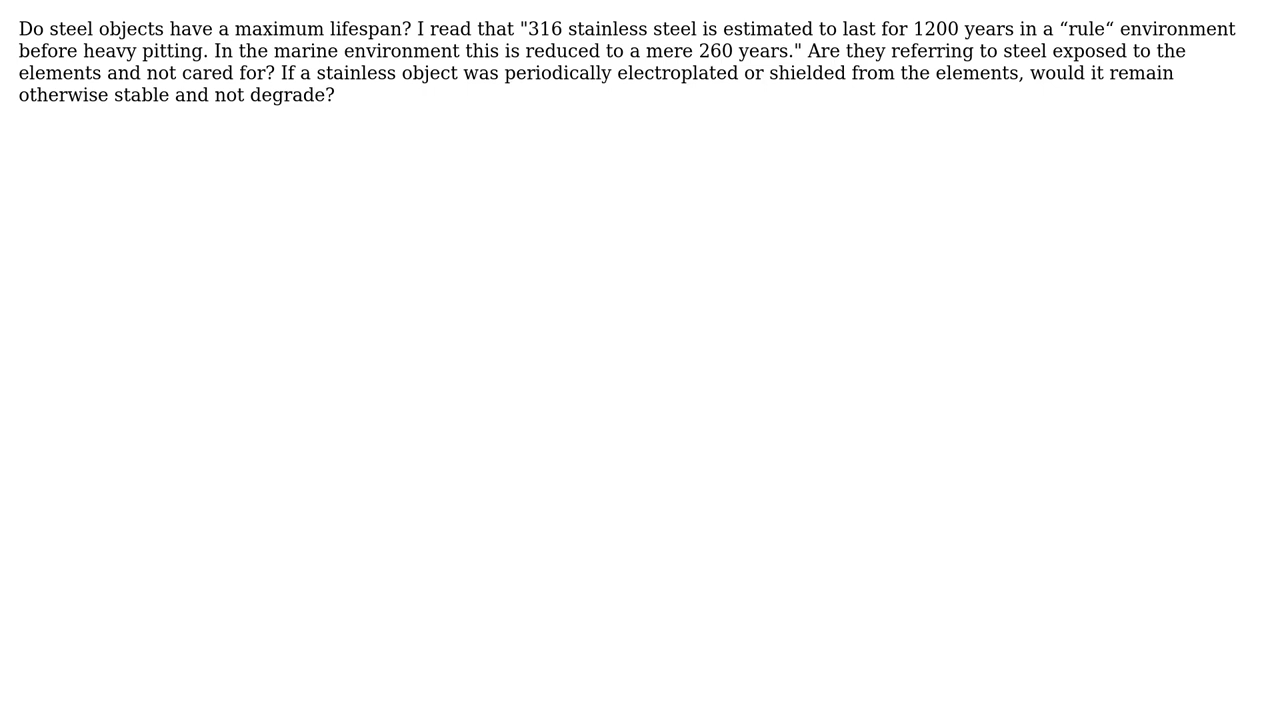 Do steel objects have a maximum lifespan? I read that "316 stainless steel is estimated to last for 1200 years in a “rule“ environment
before heavy pitting. In the marine environment this is reduced to a mere 260 years." Are they referring to steel exposed to the
elements and not cared for? If a stainless object was periodically electroplated or shielded from the elements, would it remain
otherwise stable and not degrade?